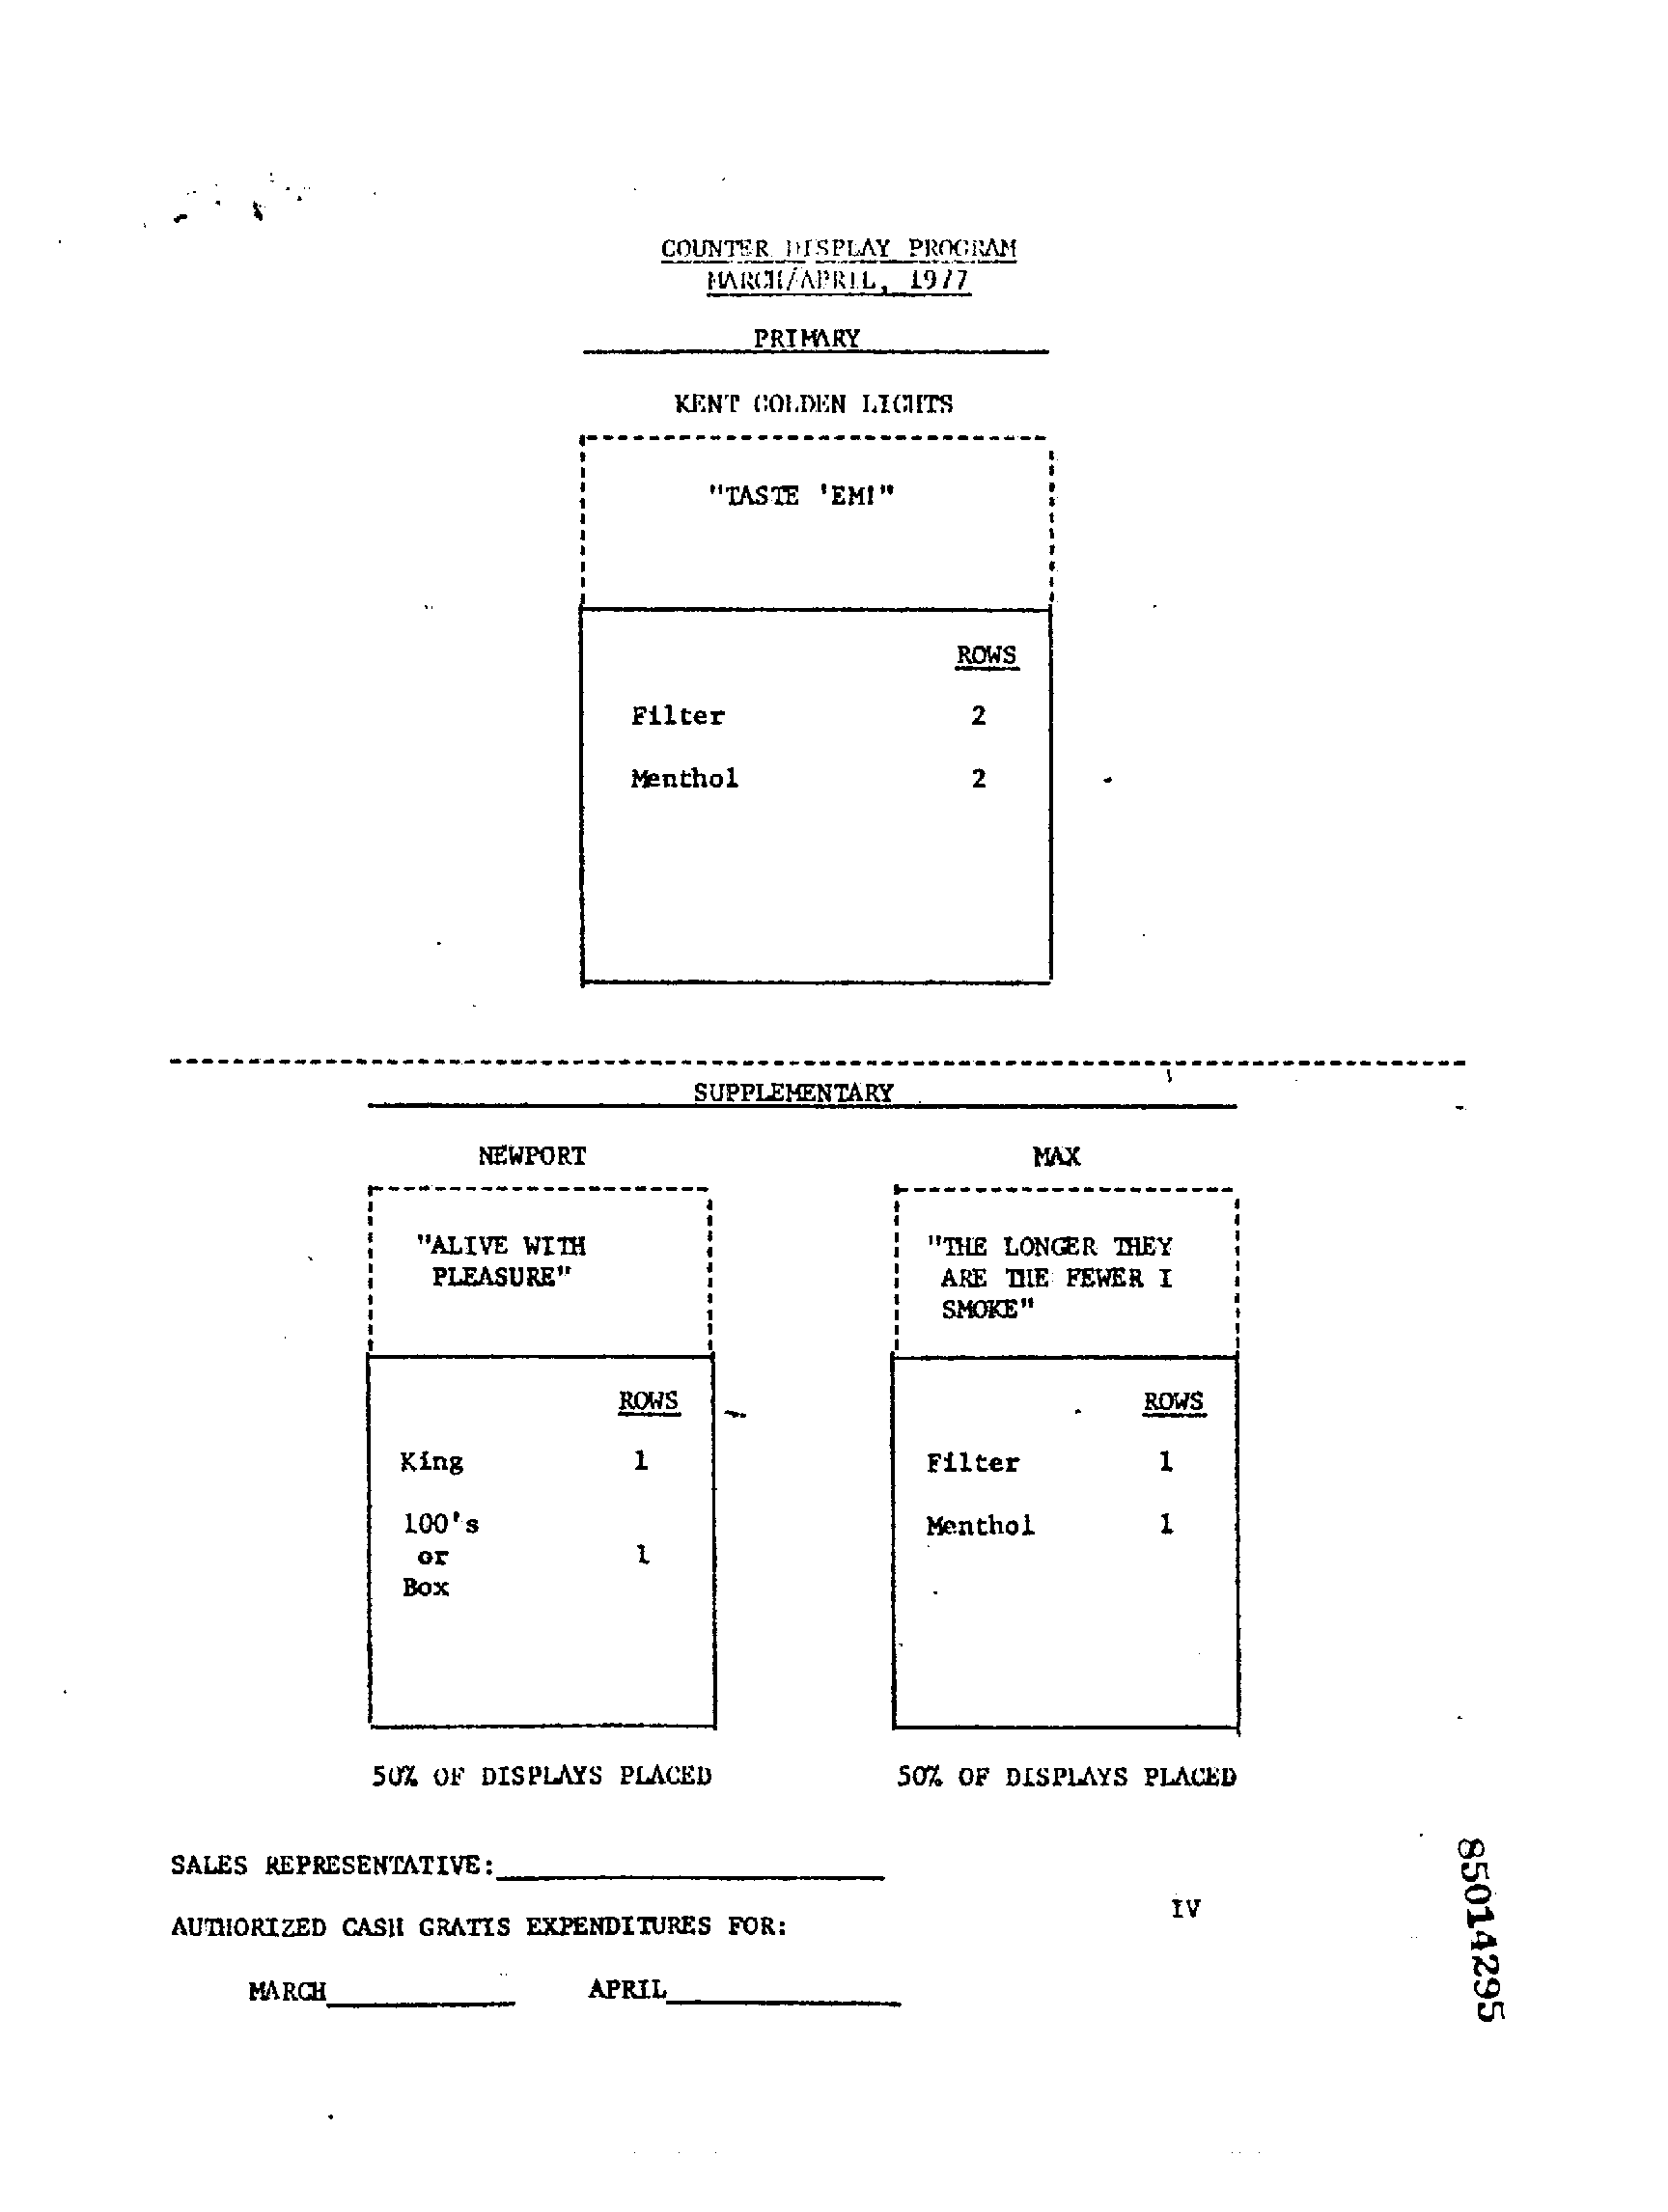 COUNTER DISPLAY PROGRAM
MARCH/APRIL, 1977
PRIMARY
KENT GOLDEN LIGHTS
"TASTE 'EM!"
ROWS
Filter 2
Menthol 2
SUPPLEMENTARY
NEWPORT
"ALIVE WITH
PLEASURE"
ROWS
King 1
100's
or 1
Box
50% OF DISPLAYS PLACED
MAX
"THE LONGER THEY
ARE THE FEWER I
SMOKE"
ROWS
Filter 1
Menthol 1
50% OF DISPLAYS PLACED
SALES REPRESENTATIVE:
IV
AUTHORIZED CASH GRATIS EXPENDITURES FOR:
MARCH APRIL
85014295